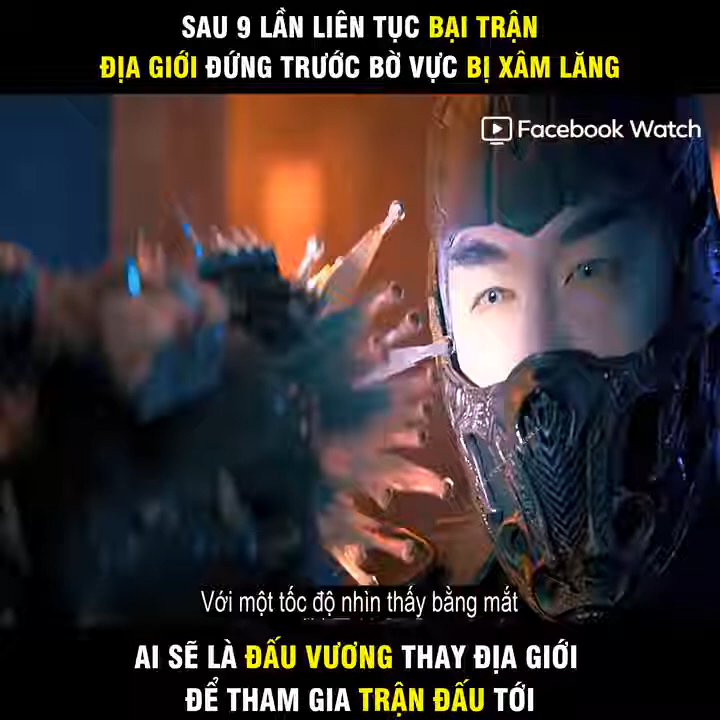 SAU 9 LẦN LIÊN TỤC BẠI TRẬN
ĐỊA GIỚI ĐỨNG TRƯỚC BỜ VỰC BỊ XÂM LĂNG
Facebook Watch
Với một tốc độ nhìn thấy bằng mắt
AI SẼ LÀ ĐẤU VƯƠNG THAY ĐỊA GIỚI
ĐỂ THAM GIA TRẬN ĐẤU TỚI